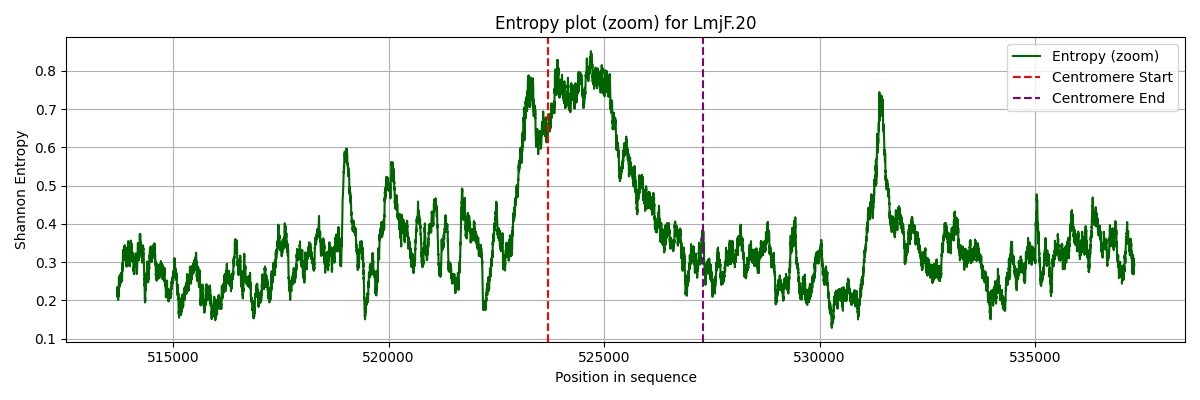 Entropy plot (zoom) for LmjF.20
Entropy (zoom)
Centromere Start
Centromere End
Shannon Entropy
0.8
0.7
0.6
0.5
0.4
0.3
0.2
0.1
515000
520000
525000
530000
535000
Position in sequence